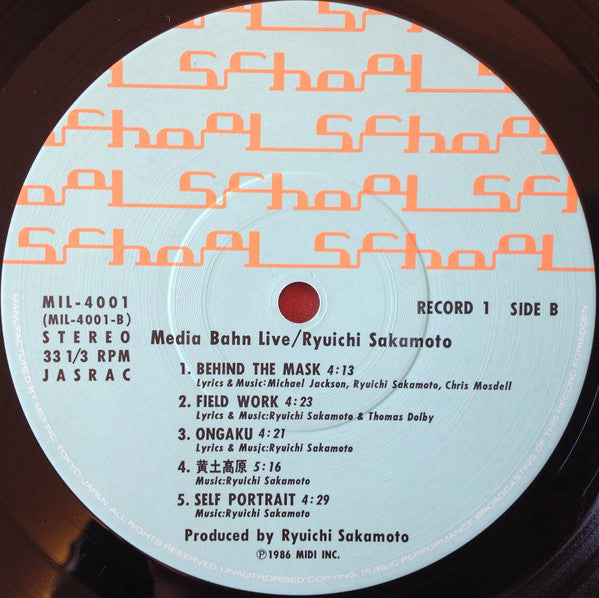 School School
School School
School School
School School
School School
MIL-4001
(MIL-4001-B)
STEREO
33 1/3 RPM
JASRAC
RECORD 1 SIDE B
Media Bahn Live/Ryuichi Sakamoto
1. BEHIND THE MASK 4:13
Lyrics & Music:Michael Jackson, Ryuichi Sakamoto, Chris Mosdell
2. FIELD WORK 4:23
Lyrics & Music:Ryuichi Sakamoto & Thomas Dolby
3. ONGAKU 4:21
Lyrics & Music:Ryuichi Sakamoto
4. 黄土高原 5:16
Music:Ryuichi Sakamoto
5. SELF PORTRAIT 4:29
Music:Ryuichi Sakamoto
Produced by Ryuichi Sakamoto
Ⓟ1986 MIDI INC.
MANUFACTURED BY MIDI INC. TOKYO JAPAN. ALL RIGHTS RESERVED. UNAUTHORISED COPYING, PUBLIC PERFORMANCE, BROADCASTING OF THIS RECORD FORBIDDEN